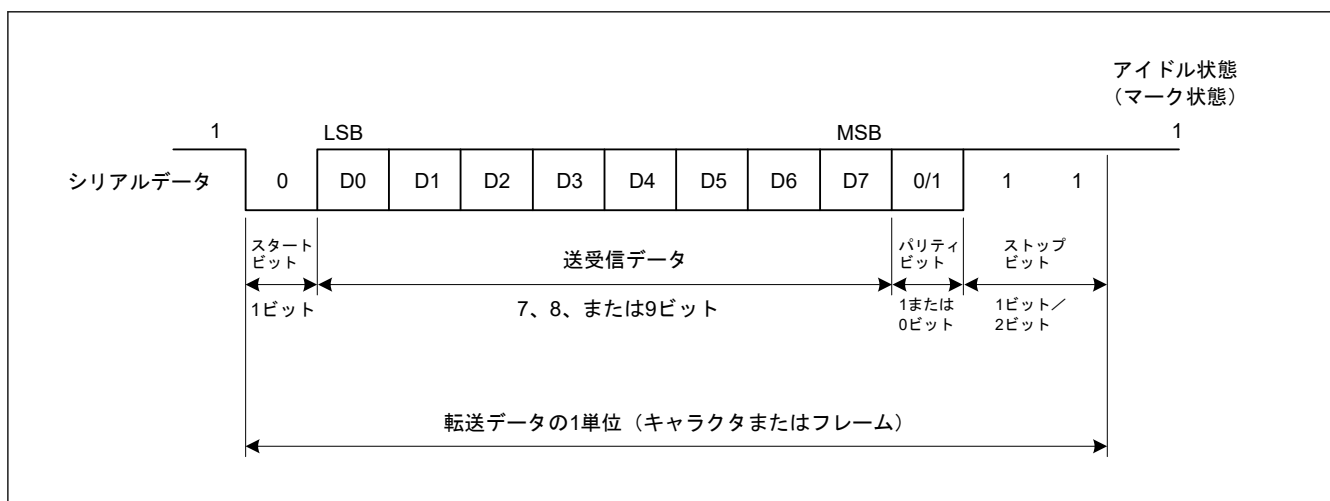 アイドル状態
（マーク状態）
1 LSB MSB 1
シリアルデータ 0 D0 D1 D2 D3 D4 D5 D6 D7 0/1 1 1
スタート
ビット
送受信データ
パリティ
ビット
ストップ
ビット
1ビット
7、8、または9ビット
1または
0ビット
1ビット／
2ビット
転送データの1単位（キャラクタまたはフレーム）